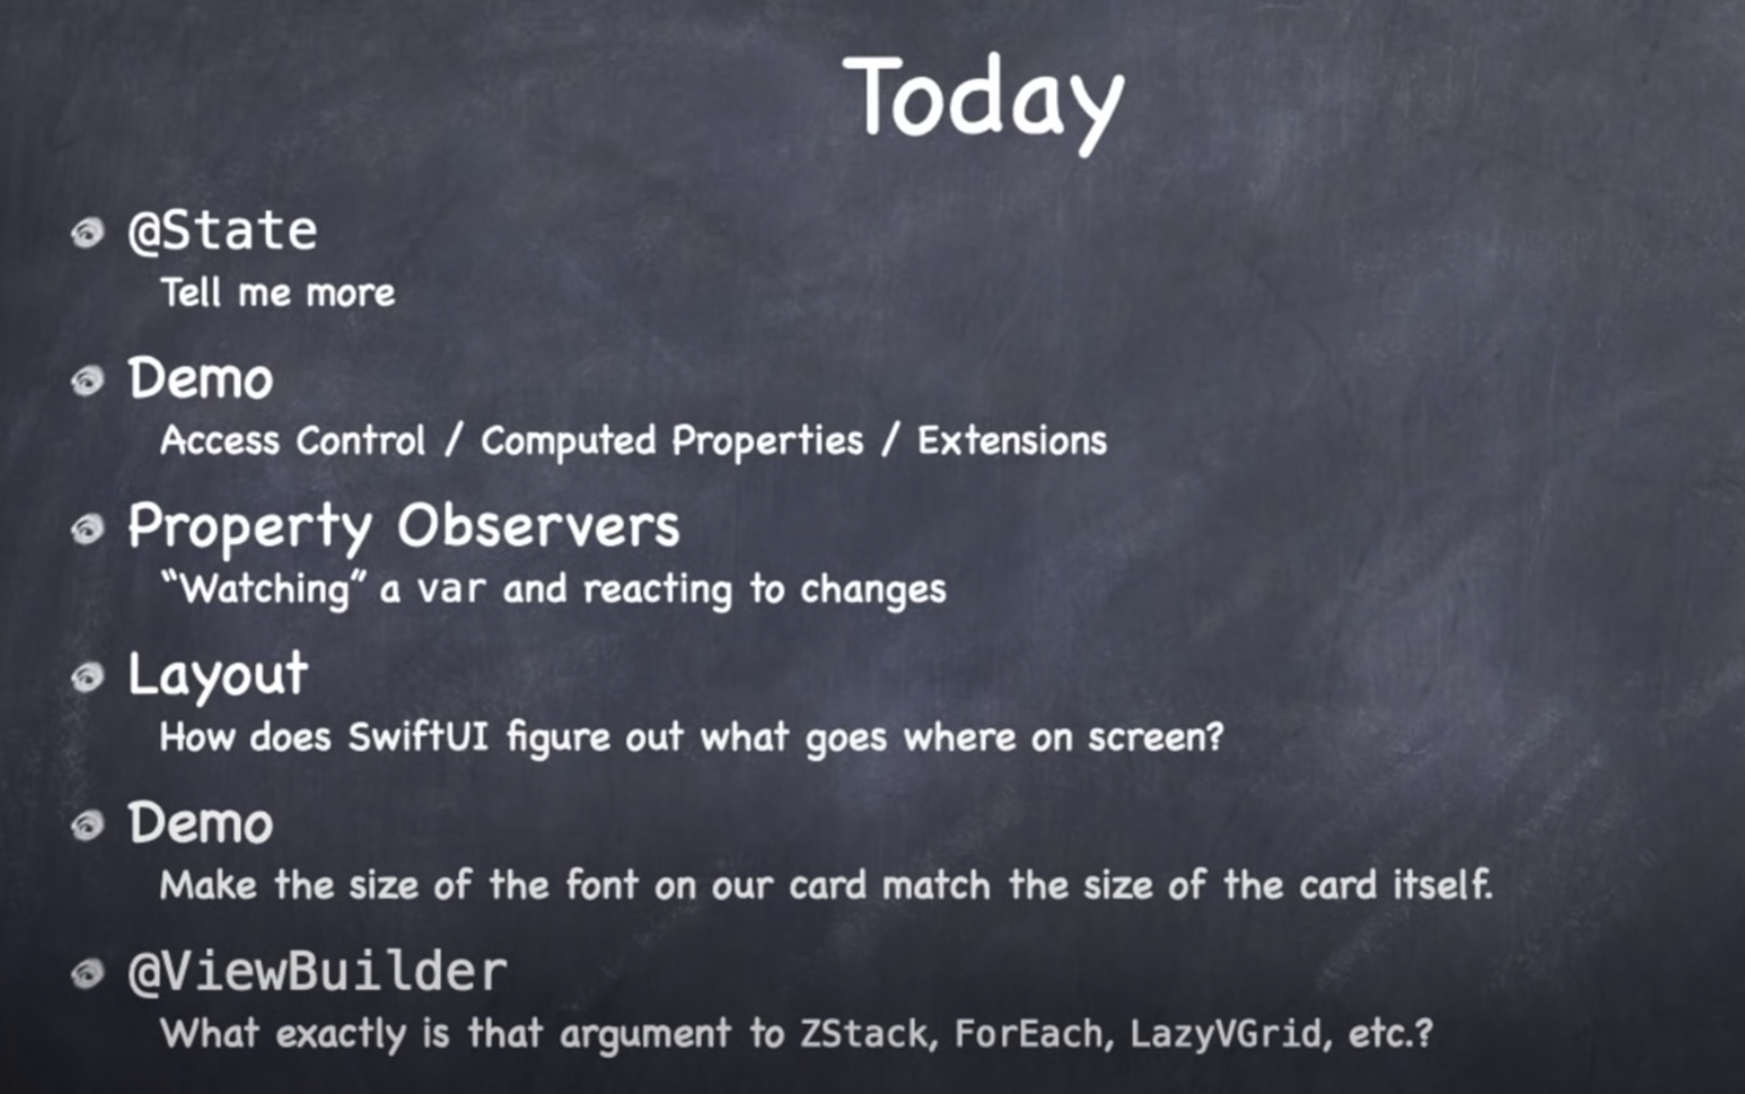 Today
@State
Tell me more
Demo
Access Control / Computed Properties / Extensions
Property Observers
“Watching” a var and reacting to changes
Layout
How does SwiftUI figure out what goes where on screen?
Demo
Make the size of the font on our card match the size of the card itself.
@ViewBuilder
What exactly is that argument to ZStack, ForEach, LazyVGrid, etc.?